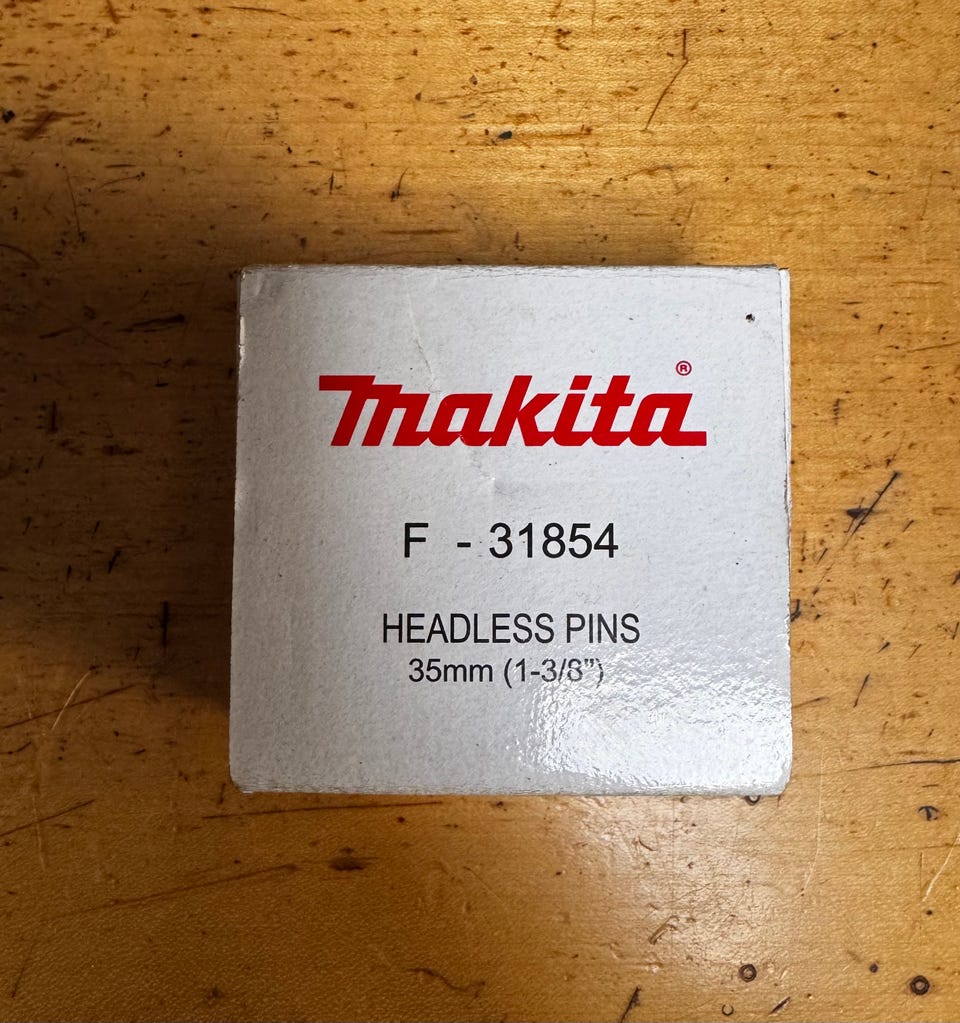 makita®
F - 31854
HEADLESS PINS
35mm (1-3/8”)